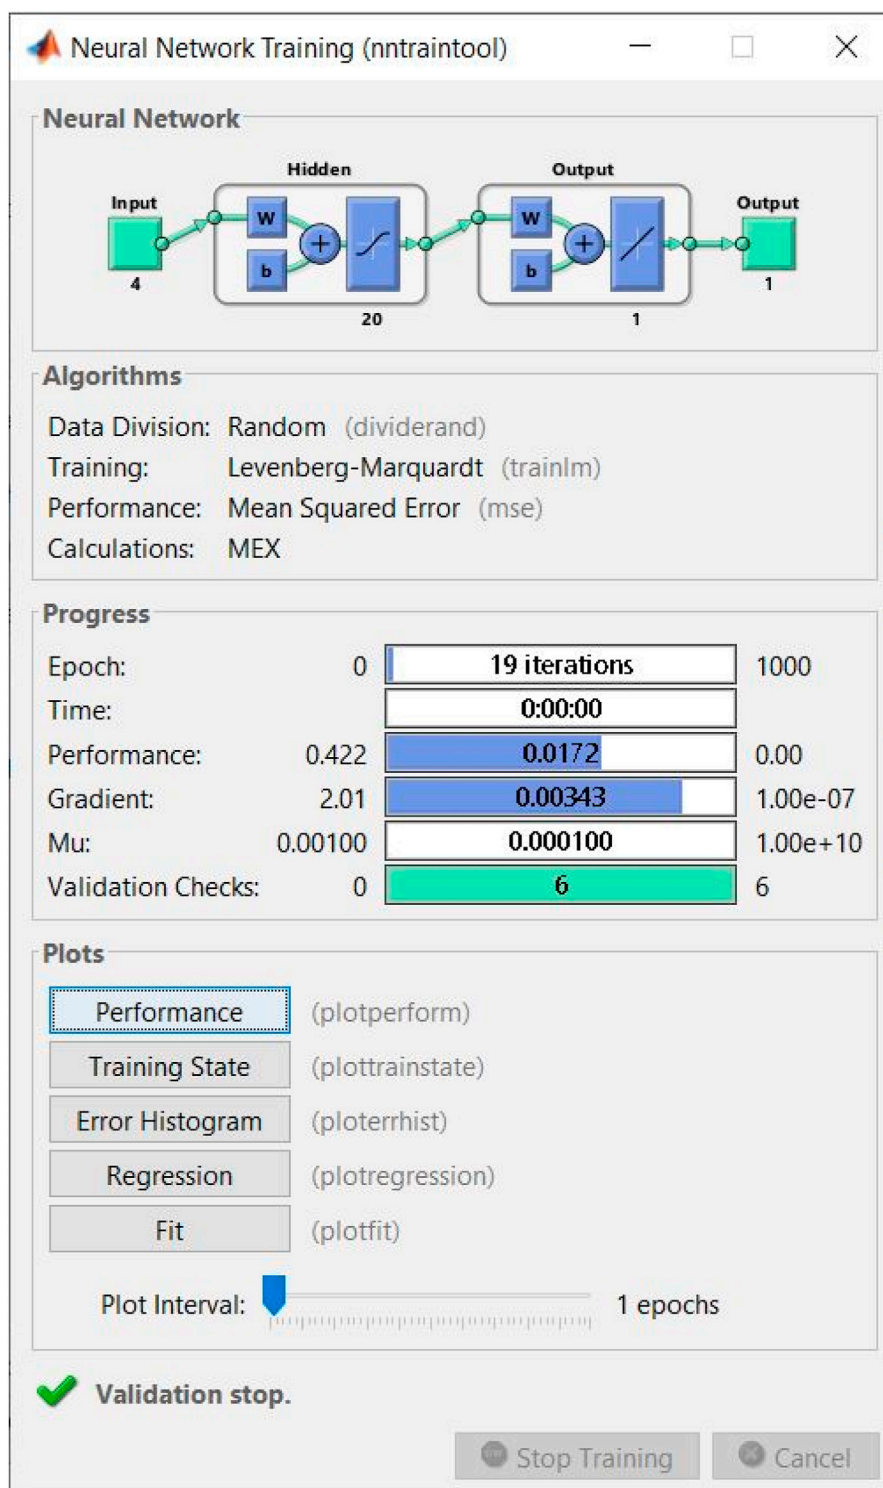 Neural Network Training (nntraintool)
Neural Network
Hidden Output
Input Output
W W
+ +
b b
4 1
20 1
Algorithms
Data Division: Random (dividerand)
Training: Levenberg-Marquardt (trainlm)
Performance: Mean Squared Error (mse)
Calculations: MEX
Progress
Epoch: 0 19 iterations 1000
Time: 0:00:00
Performance: 0.422 0.0172 0.00
Gradient: 2.01 0.00343 1.00e-07
Mu: 0.00100 0.000100 1.00e+10
Validation Checks: 0 6 6
Plots
Performance (plotperform)
Training State (plottrainstate)
Error Histogram (ploterrhist)
Regression (plotregression)
Fit (plotfit)
Plot Interval: 1 epochs
Validation stop.
Stop Training Cancel